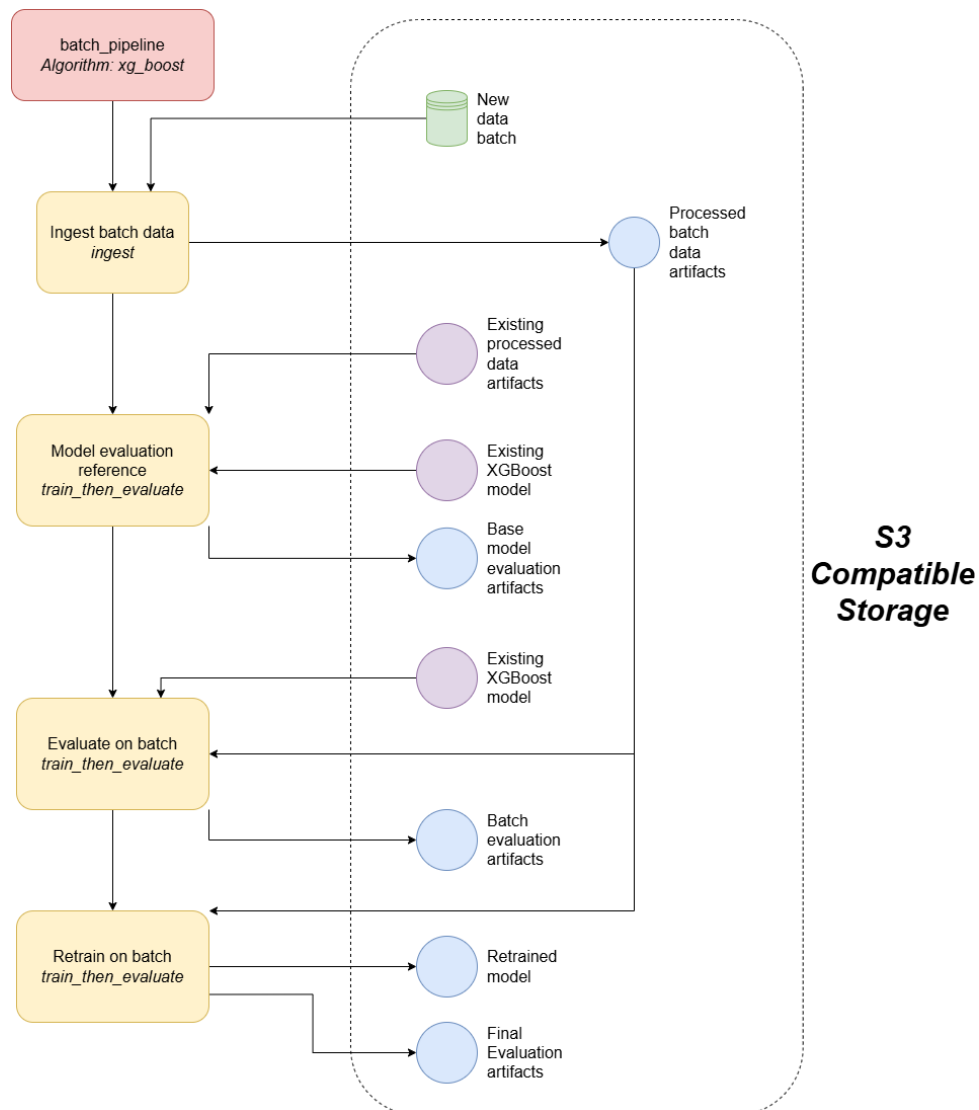 batch_pipeline
Algorithm: xg_boost
New
data
batch
Ingest batch data
ingest
Processed
batch
data
artifacts
Existing
processed
data
artifacts
Model evaluation
reference
train_then_evaluate
Existing
XGBoost
model
Base
model
evaluation
artifacts
S3
Compatible
Storage
Existing
XGBoost
model
Evaluate on batch
train_then_evaluate
Batch
evaluation
artifacts
Retrain on batch
train_then_evaluate
Retrained
model
Final
Evaluation
artifacts